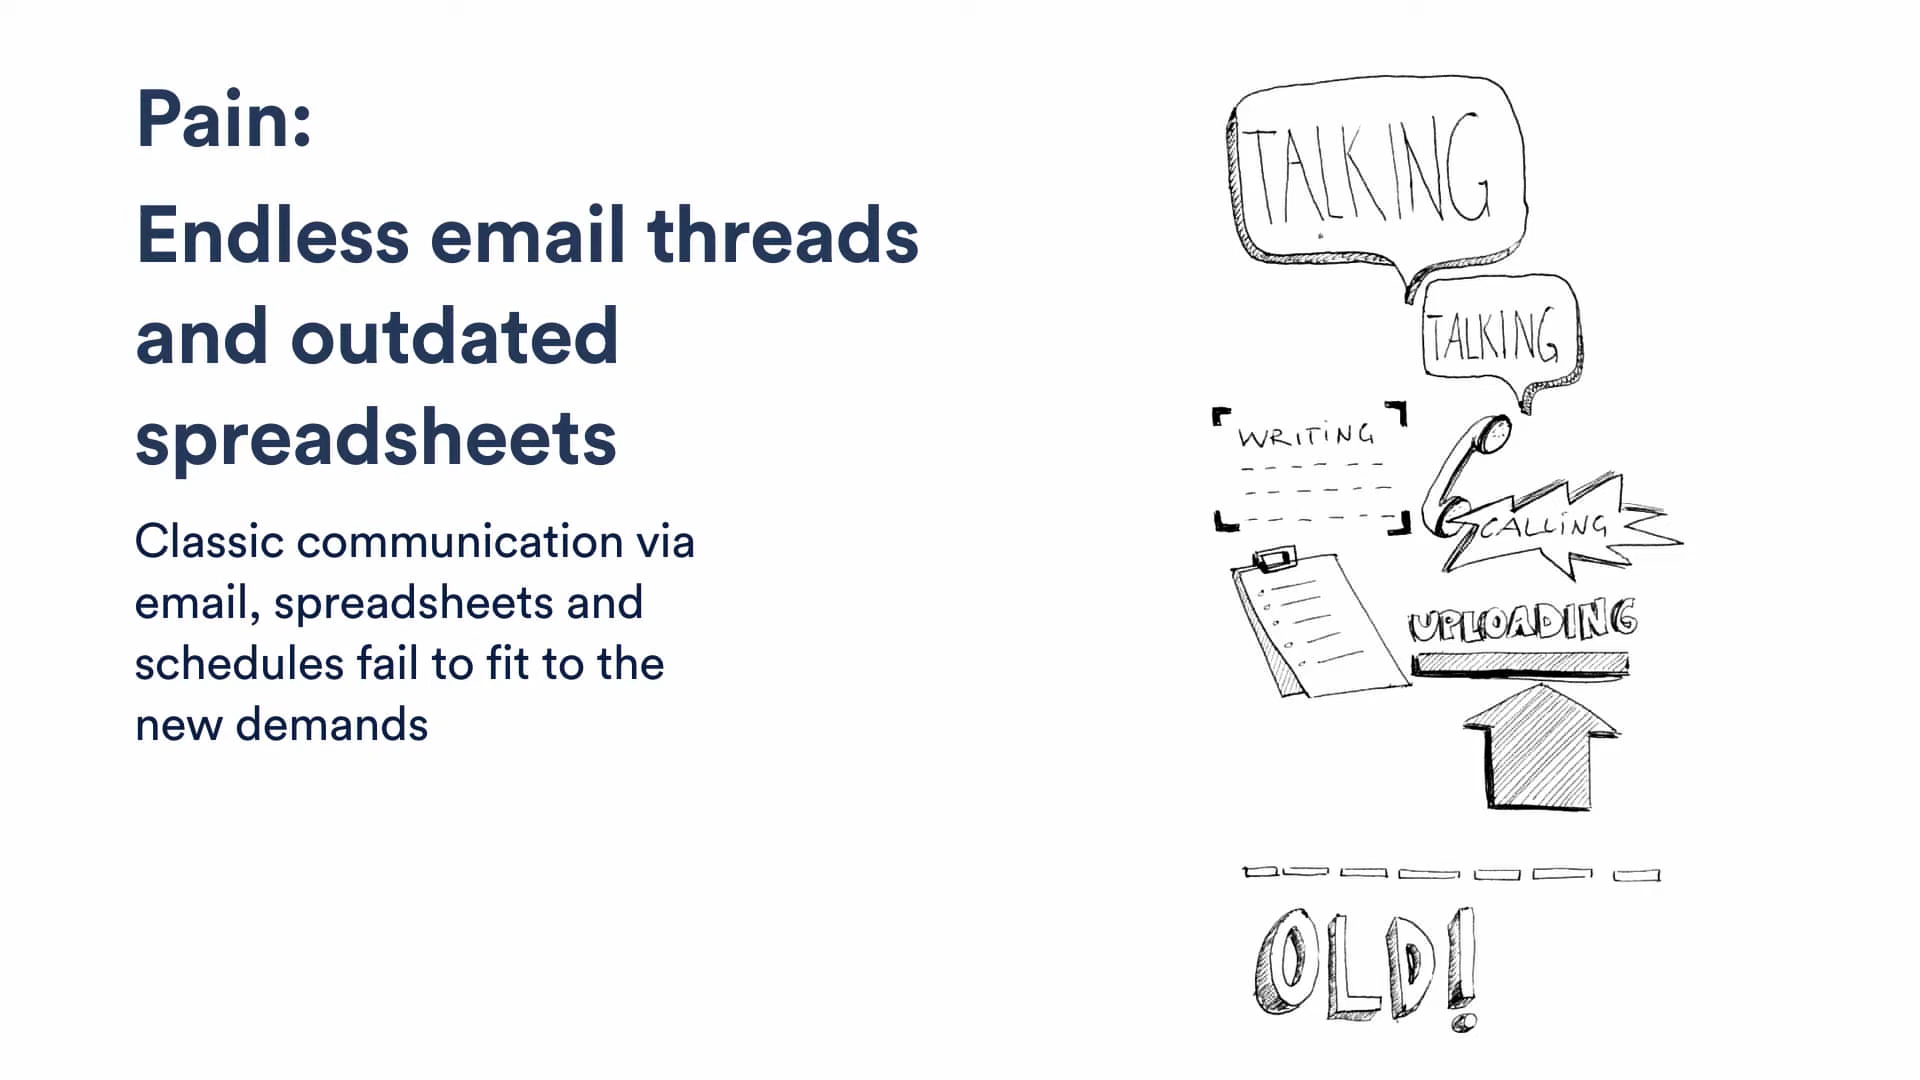 Pain:
Endless email threads
and outdated
spreadsheets
Classic communication via
email, spreadsheets and
schedules fail to fit to the
new demands
TALKING
TALKING
WRITING
CALLING
UPLOADING
OLD!